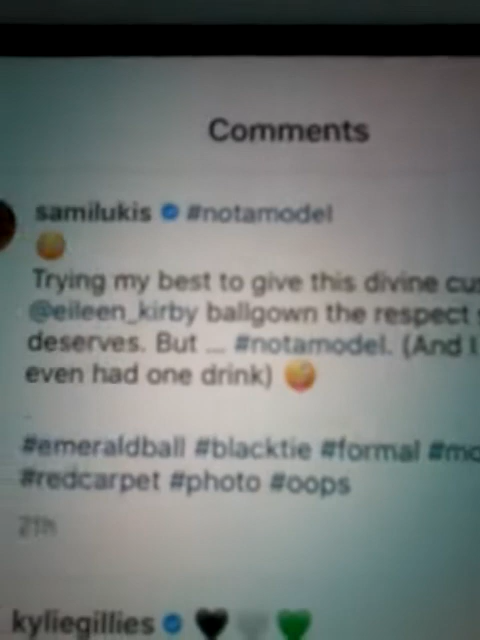 Comments
samilukis #notamodel
Trying my best to give this divine
@eileen_kirby ballgown the respect
deserves. But ... #notamodel. (And I
even had one drink)
#emeraldball #blacktie #formal
#redcarpet #photo #oops
21h
kyliegillies